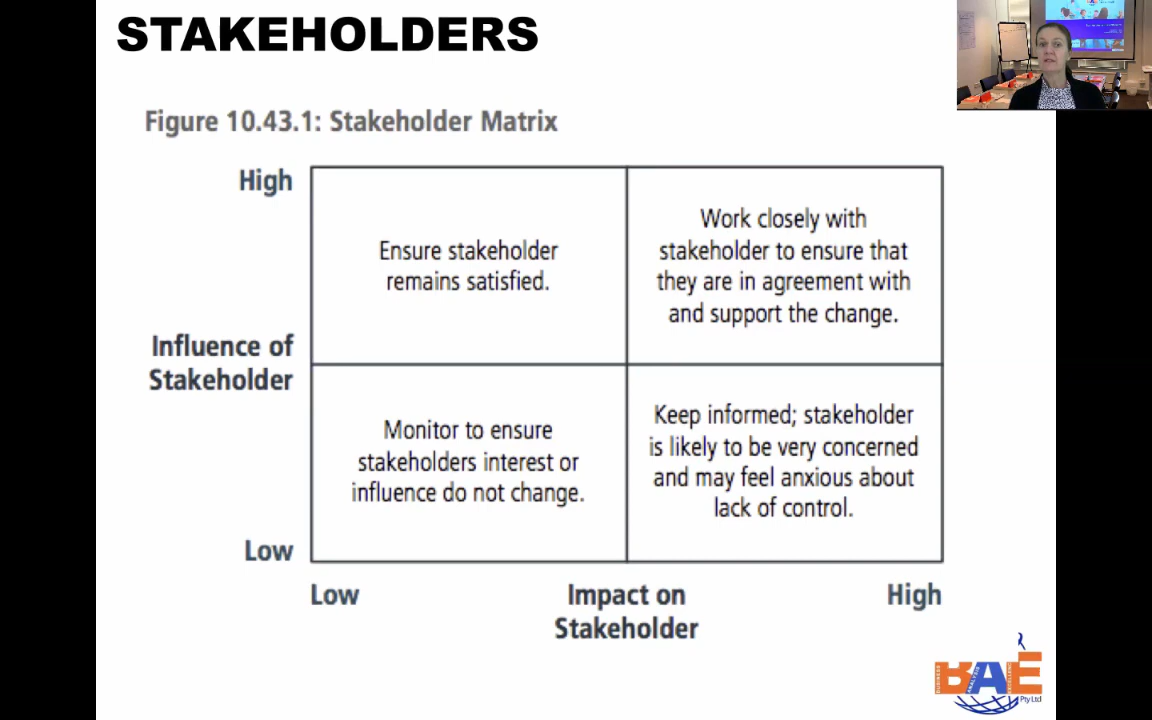 STAKEHOLDERS
Figure 10.43.1: Stakeholder Matrix
High
Ensure stakeholder
remains satisfied.
Work closely with
stakeholder to ensure that
they are in agreement with
and support the change.
Influence of
Stakeholder
Monitor to ensure
stakeholders interest or
influence do not change.
Keep informed; stakeholder
is likely to be very concerned
and may feel anxious about
lack of control.
Low
Low
Impact on
Stakeholder
High
BAE
Pty Ltd